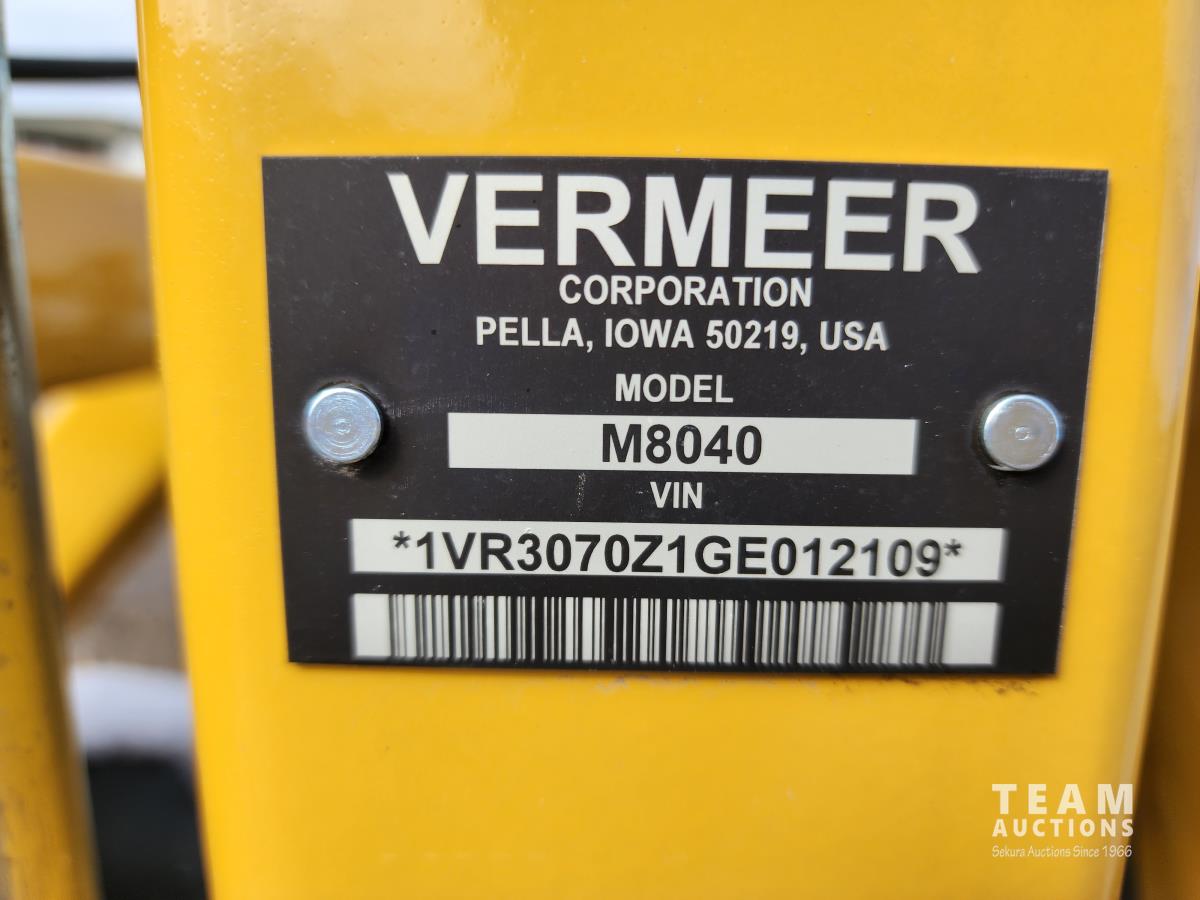 VERMEER
CORPORATION
PELLA, IOWA 50219, USA
MODEL
M8040
VIN
*1VR3070Z1GE012109*
TEAM
AUCTIONS
Sekura Auctions Since 1966